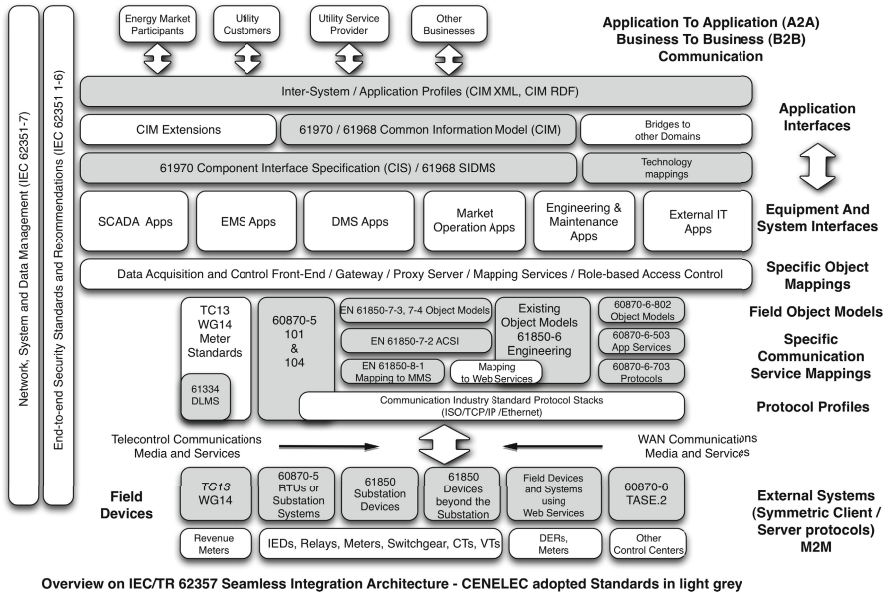 Energy Market
Participants
Utility
Customers
Utility Service
Provider
Other
Businesses
Application To Application (A2A)
Business To Business (B2B)
Communication
Network, System and Data Management (IEC 62351-7)
End-to-end Security Standards and Recommendations (IEC 62351 1-6)
Inter-System / Application Profiles (CIM XML, CIM RDF)
CIM Extensions
61970 / 61968 Common Information Model (CIM)
Bridges to
other Domains
Application
Interfaces
61970 Component Interface Specification (CIS) / 61968 SIDMS
Technology
mappings
SCADA Apps
EMS Apps
DMS Apps
Market
Operation Apps
Engineering &
Maintenance
Apps
External IT
Apps
Equipment And
System Interfaces
Data Acquisition and Control Front-End / Gateway / Proxy Server / Mapping Services / Role-based Access Control
Specific Object
Mappings
TC13
WG14
Meter
Standards
61334
DLMS
60870-5
101
&
104
EN 61850-7-3, 7-4 Object Models
EN 61850-7-2 ACSI
EN 61850-8-1
Mapping to MMS
Existing
Object Models
61850-6
Engineering
Mapping
to Web Services
60870-6-802
Object Models
60870-6-503
App Services
60870-6-703
Protocols
Field Object Models
Specific
Communication
Service Mappings
Communication Industry Standard Protocol Stacks
(ISO/TCP/IP/Ethernet)
Protocol Profiles
Telecontrol Communications
Media and Services
WAN Communications
Media and Services
Field
Devices
TC13
WG14
60870-5
RTUs or
Substation
Systems
61850
Substation
Devices
61850
Devices
beyond the
Substation
Field Devices
and Systems
using
Web Services
60870-6
TASE.2
External Systems
(Symmetric Client /
Server protocols)
M2M
Revenue
Meters
IEDs, Relays, Meters, Switchgear, CTs, VTs
DERs,
Meters
Other
Control Centers
Overview on IEC/TR 62357 Seamless Integration Architecture - CENELEC adopted Standards in light grey